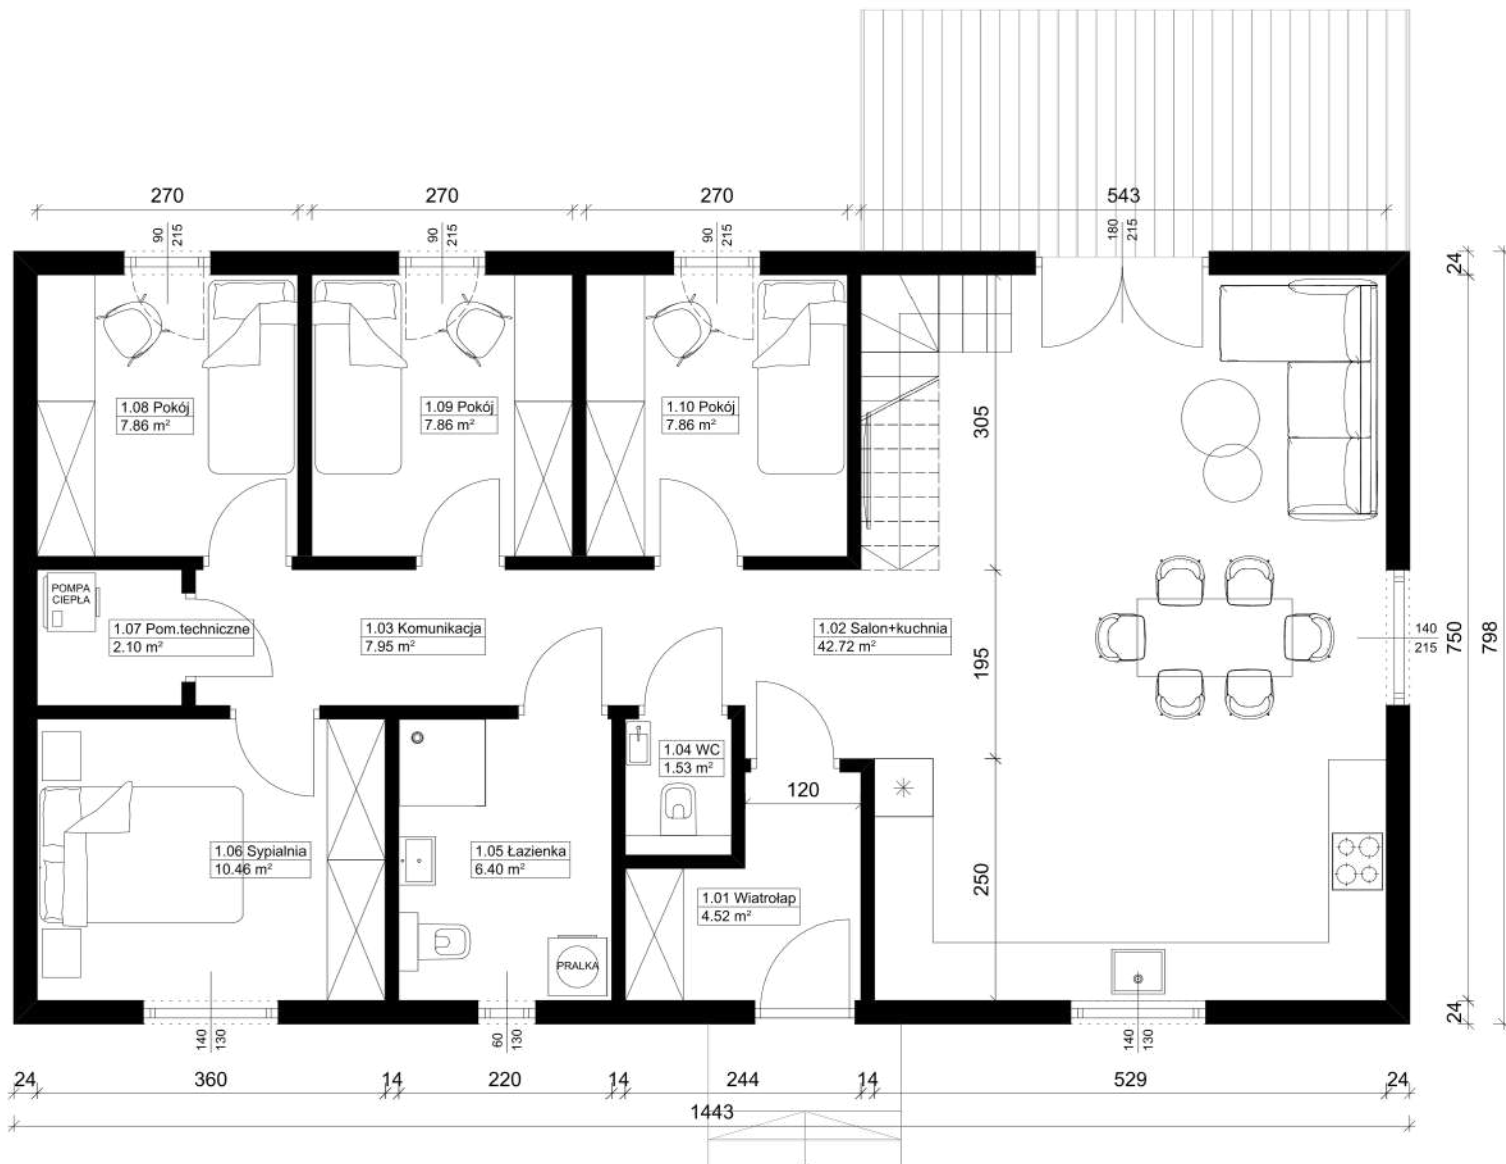 270
270
270
543
90
215
90
215
90
215
180
215
24
1.08 Pokój
7.86 m²
1.09 Pokój
7.86 m²
1.10 Pokój
7.86 m²
305
POMPA
CIEPŁA
1.07 Pom.techniczne
2.10 m²
1.03 Komunikacja
7.95 m²
1.02 Salon+kuchnia
42.72 m²
195
140
215
750
798
1.04 WC
1.53 m²
120
1.06 Sypialnia
10.46 m²
1.05 Łazienka
6.40 m²
1.01 Wiatrołap
4.52 m²
250
PRALKA
24
140
130
60
130
140
130
24
360
14
220
14
244
14
529
24
1443